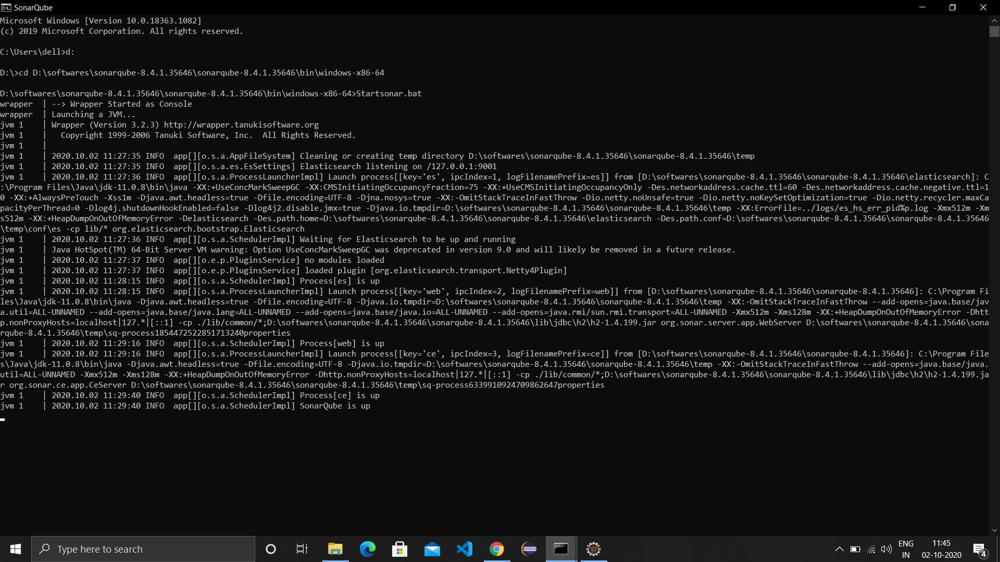 SonarQube
Microsoft Windows [Version 10.0.18363.1082]
(c) 2019 Microsoft Corporation. All rights reserved.
C:\Users\dell>d:
D:\>cd D:\softwares\sonarqube-8.4.1.35646\sonarqube-8.4.1.35646\bin\windows-x86-64
D:\softwares\sonarqube-8.4.1.35646\sonarqube-8.4.1.35646\bin\windows-x86-64>Startsonar.bat
wrapper  | --> Wrapper Started as Console
wrapper  | Launching a JVM...
jvm 1    | Wrapper (Version 3.2.3) http://wrapper.tanukisoftware.org
jvm 1    |   Copyright 1999-2006 Tanuki Software, Inc.  All Rights Reserved.
jvm 1    |
jvm 1    | 2020.10.02 11:27:35 INFO  app[][o.s.a.AppFileSystem] Cleaning or creating temp directory D:\softwares\sonarqube-8.4.1.35646\sonarqube-8.4.1.35646\temp
jvm 1    | 2020.10.02 11:27:35 INFO  app[][o.s.a.es.EsSettings] Elasticsearch listening on /127.0.0.1:9001
jvm 1    | 2020.10.02 11:27:36 INFO  app[][o.s.a.ProcessLauncherImpl] Launch process[[key='es', ipcIndex=1, logFilenamePrefix=es]] from [D:\softwares\sonarqube-8.4.1.35646\sonarqube-8.4.1.35646\elasticsearch]: C
:\Program Files\Java\jdk-11.0.8\bin\java -XX:+UseConcMarkSweepGC -XX:CMSInitiatingOccupancyFraction=75 -XX:+UseCMSInitiatingOccupancyOnly -Des.networkaddress.cache.ttl=60 -Des.networkaddress.cache.negative.ttl=1
0 -XX:+AlwaysPreTouch -Xss1m -Djava.awt.headless=true -Dfile.encoding=UTF-8 -Djna.nosys=true -XX:-OmitStackTraceInFastThrow -Dio.netty.noUnsafe=true -Dio.netty.noKeySetOptimization=true -Dio.netty.recycler.maxCa
pacityPerThread=0 -Dlog4j.shutdownHookEnabled=false -Dlog4j2.disable.jmx=true -Djava.io.tmpdir=D:\softwares\sonarqube-8.4.1.35646\sonarqube-8.4.1.35646\temp -XX:ErrorFile=../logs/es_hs_err_pid%p.log -Xmx512m -Xm
s512m -XX:+HeapDumpOnOutOfMemoryError -Delasticsearch -Des.path.home=D:\softwares\sonarqube-8.4.1.35646\sonarqube-8.4.1.35646\elasticsearch -Des.path.conf=D:\softwares\sonarqube-8.4.1.35646\sonarqube-8.4.1.35646
\temp\conf\es -cp lib/* org.elasticsearch.bootstrap.Elasticsearch
jvm 1    | 2020.10.02 11:27:36 INFO  app[][o.s.a.SchedulerImpl] Waiting for Elasticsearch to be up and running
jvm 1    | Java HotSpot(TM) 64-Bit Server VM warning: Option UseConcMarkSweepGC was deprecated in version 9.0 and will likely be removed in a future release.
jvm 1    | 2020.10.02 11:27:37 INFO  app[][o.e.p.PluginsService] no modules loaded
jvm 1    | 2020.10.02 11:27:37 INFO  app[][o.e.p.PluginsService] loaded plugin [org.elasticsearch.transport.Netty4Plugin]
jvm 1    | 2020.10.02 11:28:15 INFO  app[][o.s.a.SchedulerImpl] Process[es] is up
jvm 1    | 2020.10.02 11:28:15 INFO  app[][o.s.a.ProcessLauncherImpl] Launch process[[key='web', ipcIndex=2, logFilenamePrefix=web]] from [D:\softwares\sonarqube-8.4.1.35646\sonarqube-8.4.1.35646]: C:\Program Fi
les\Java\jdk-11.0.8\bin\java -Djava.awt.headless=true -Dfile.encoding=UTF-8 -Djava.io.tmpdir=D:\softwares\sonarqube-8.4.1.35646\sonarqube-8.4.1.35646\temp -XX:-OmitStackTraceInFastThrow --add-opens=java.base/jav
a.util=ALL-UNNAMED --add-opens=java.base/java.lang=ALL-UNNAMED --add-opens=java.base/java.io=ALL-UNNAMED --add-opens=java.rmi/sun.rmi.transport=ALL-UNNAMED -Xmx512m -Xms128m -XX:+HeapDumpOnOutOfMemoryError -Dhtt
p.nonProxyHosts=localhost|127.*|[::1] -cp ./lib/common/*;D:\softwares\sonarqube-8.4.1.35646\sonarqube-8.4.1.35646\lib\jdbc\h2\h2-1.4.199.jar org.sonar.server.app.WebServer D:\softwares\sonarqube-8.4.1.35646\sona
rqube-8.4.1.35646\temp\sq-process1854472522851713240properties
jvm 1    | 2020.10.02 11:29:16 INFO  app[][o.s.a.SchedulerImpl] Process[web] is up
jvm 1    | 2020.10.02 11:29:16 INFO  app[][o.s.a.ProcessLauncherImpl] Launch process[[key='ce', ipcIndex=3, logFilenamePrefix=ce]] from [D:\softwares\sonarqube-8.4.1.35646\sonarqube-8.4.1.35646]: C:\Program File
s\Java\jdk-11.0.8\bin\java -Djava.awt.headless=true -Dfile.encoding=UTF-8 -Djava.io.tmpdir=D:\softwares\sonarqube-8.4.1.35646\sonarqube-8.4.1.35646\temp -XX:-OmitStackTraceInFastThrow --add-opens=java.base/java.
util=ALL-UNNAMED -Xmx512m -Xms128m -XX:+HeapDumpOnOutOfMemoryError -Dhttp.nonProxyHosts=localhost|127.*|[::1] -cp ./lib/common/*;D:\softwares\sonarqube-8.4.1.35646\sonarqube-8.4.1.35646\lib\jdbc\h2\h2-1.4.199.ja
r org.sonar.ce.app.CeServer D:\softwares\sonarqube-8.4.1.35646\sonarqube-8.4.1.35646\temp\sq-process6339910924709862647properties
jvm 1    | 2020.10.02 11:29:40 INFO  app[][o.s.a.SchedulerImpl] Process[ce] is up
jvm 1    | 2020.10.02 11:29:40 INFO  app[][o.s.a.SchedulerImpl] SonarQube is up
Type here to search
ENG
IN
11:45
02-10-2020
4